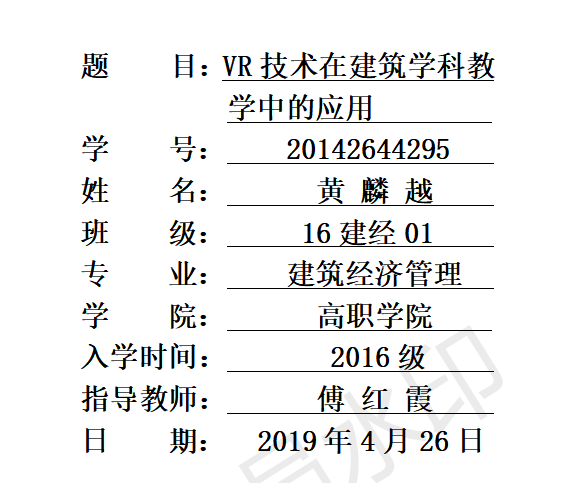 题 目：VR 技术在建筑学科教
学中的应用
学 号： 20142644295
姓 名： 黄 麟 越
班 级： 16 建经 01
专 业： 建筑经济管理
学 院： 高职学院
入学时间： 2016 级
指导教师： 傅 红 霞
日 期： 2019 年 4 月 26 日
水印